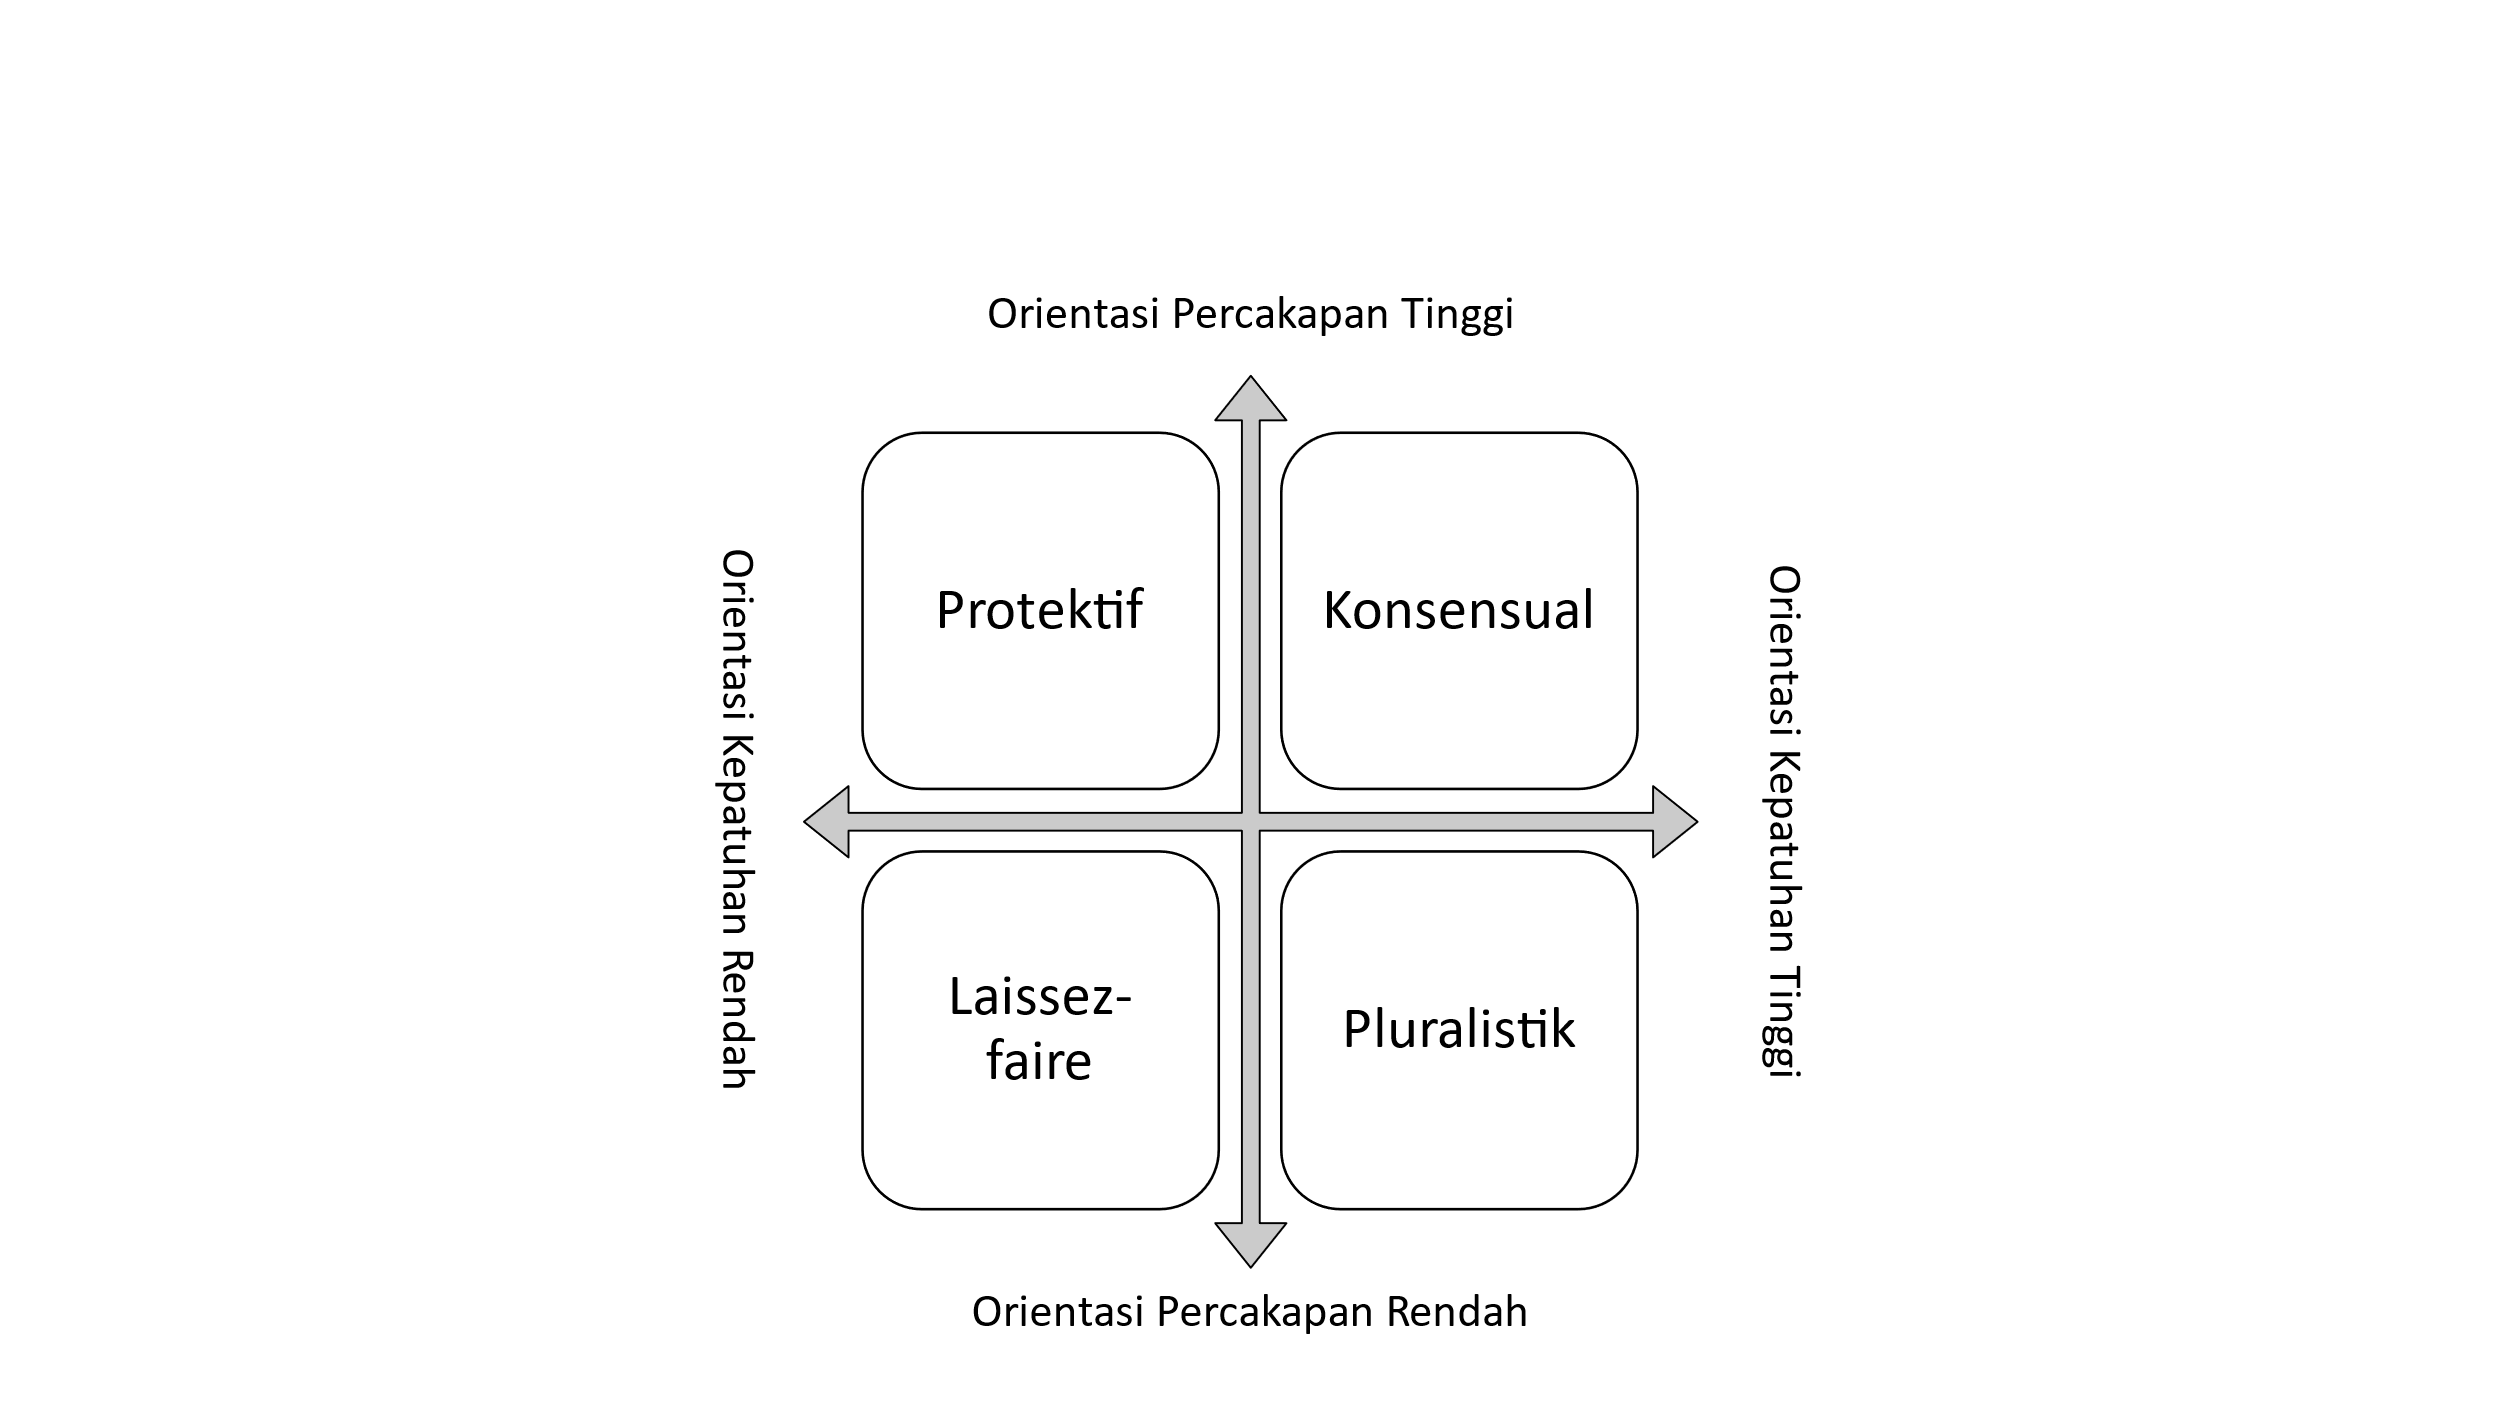 Orientasi Percakapan Tinggi
Orientasi Kepatuhan Rendah
Protektif
Konsensual
Orientasi Kepatuhan Tinggi
Laissez-
faire
Pluralistik
Orientasi Percakapan Rendah